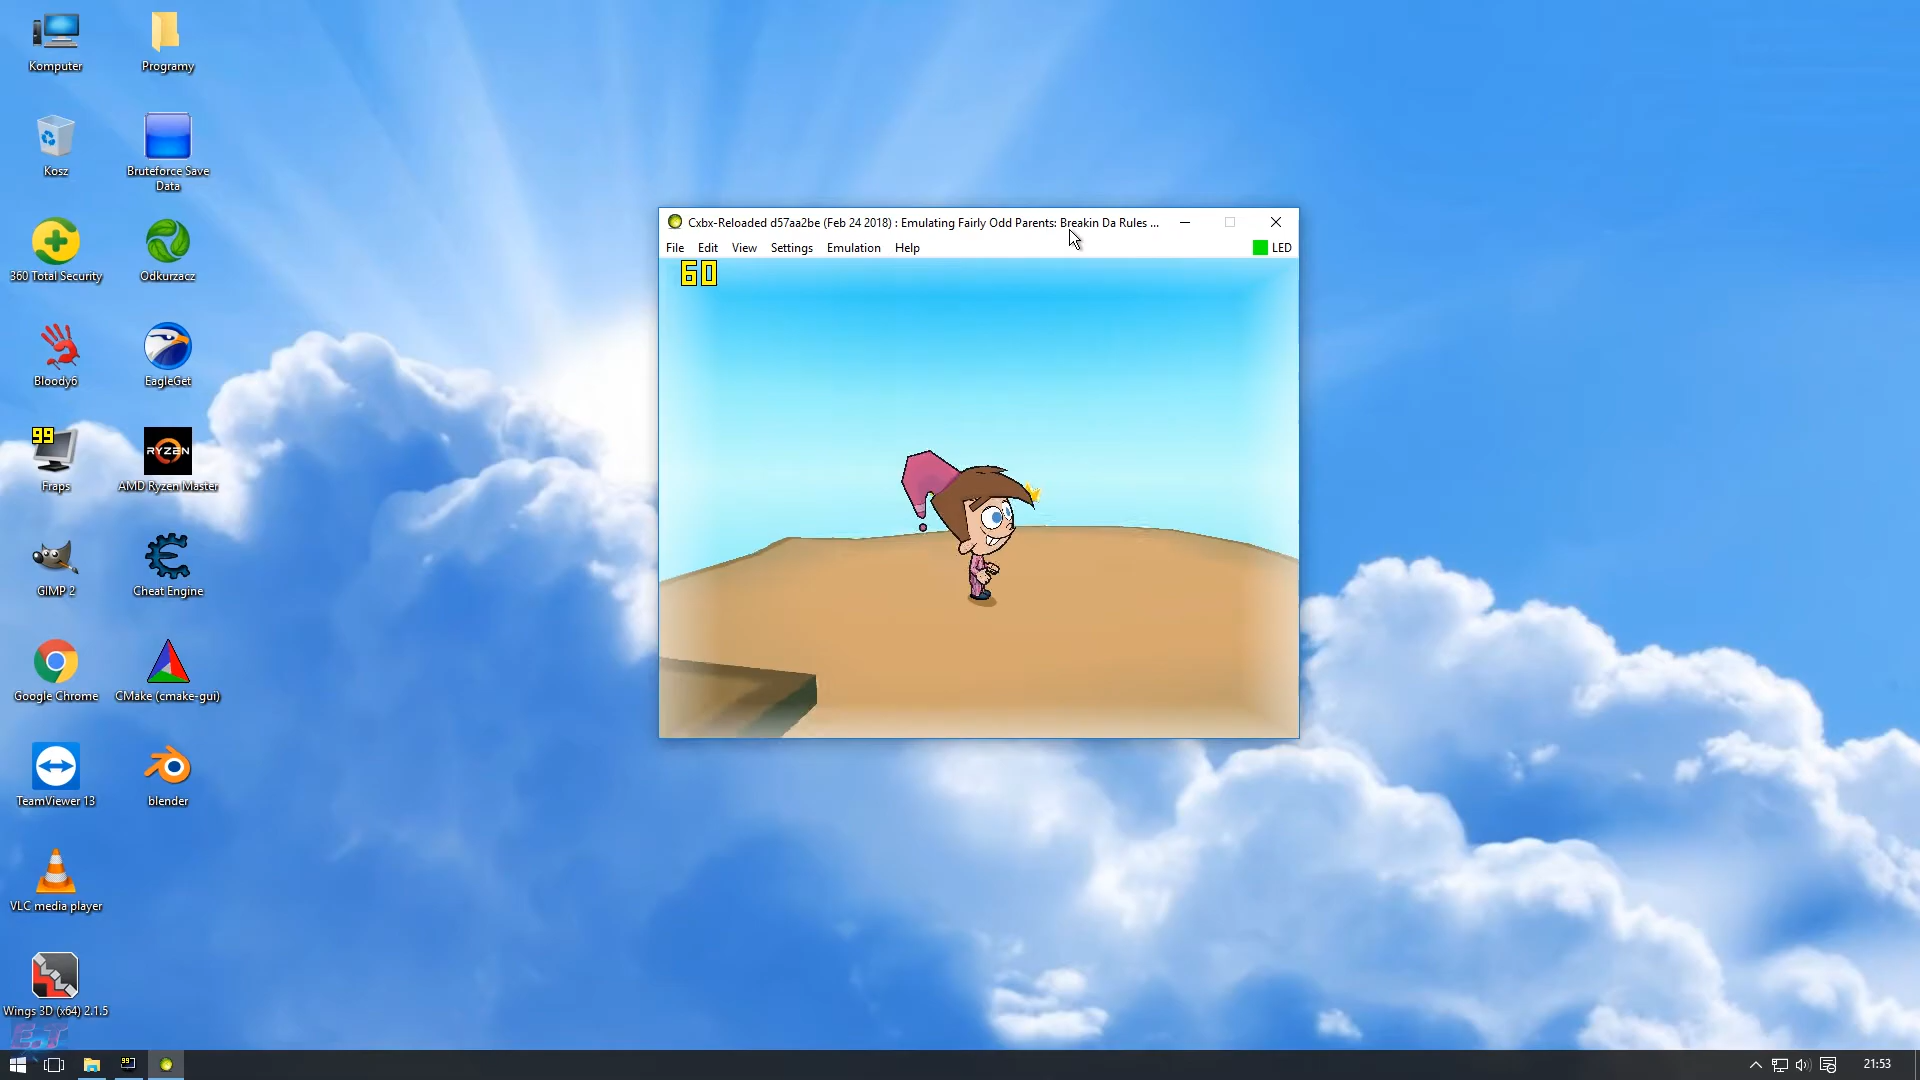 Komputer
Programy
Kosz
Bruteforce Save
Data
360 Total Security
Odkurzacz
Bloody6
EagleGet
99
RYZEN
Fraps
AMD Ryzen Master
GIMP 2
Cheat Engine
Google Chrome
CMake (cmake-gui)
TeamViewer 13
blender
VLC media player
Wings 3D (x64) 2.1.5
E.T
Cxbx-Reloaded d57aa2be (Feb 24 2018) : Emulating Fairly Odd Parents: Breakin Da Rules ...
File Edit View Settings Emulation Help LED
60
99
21:53